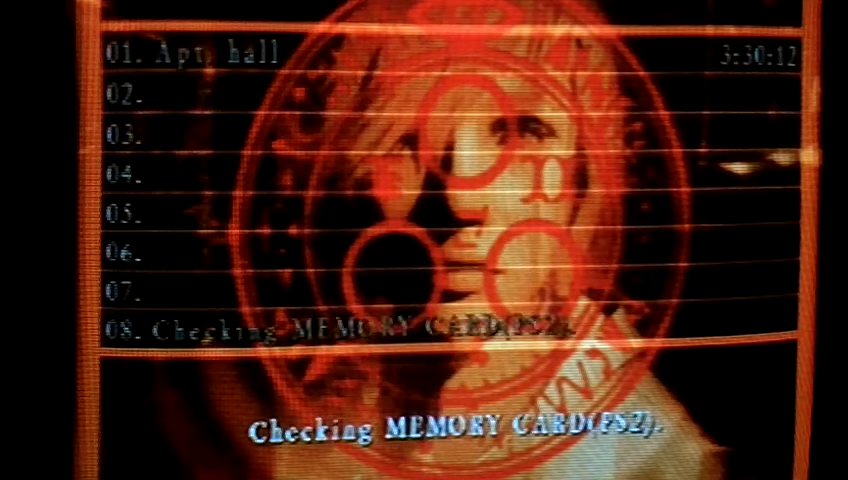 01. Apt. hall 3:30:12
02.
03.
04.
05.
06.
07.
08. Checking MEMORY CARD(PS2).
Checking MEMORY CARD(PS2).